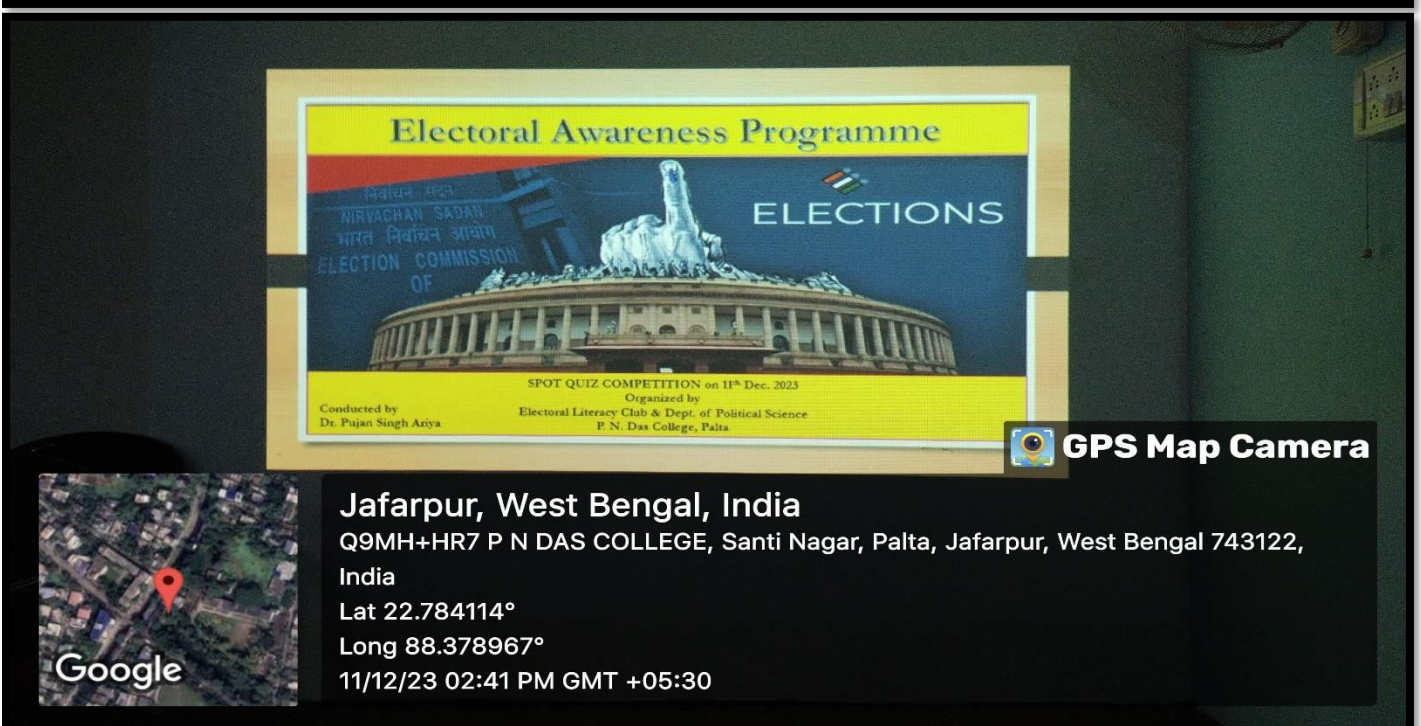 Electoral Awareness Programme
निर्वाचन सदन
NIRVACHAN SADAN
भारत निर्वाचन आयोग
ELECTION COMMISSION
OF
ELECTIONS
SPOT QUIZ COMPETITION on 11th Dec. 2023
Organized by
Electoral Literacy Club & Dept. of Political Science
P. N. Das College, Palta
Conducted by
Dr. Pujan Singh Ariya
GPS Map Camera
Jafarpur, West Bengal, India
Q9MH+HR7 P N DAS COLLEGE, Santi Nagar, Palta, Jafarpur, West Bengal 743122,
India
Lat 22.784114°
Long 88.378967°
11/12/23 02:41 PM GMT +05:30
Google